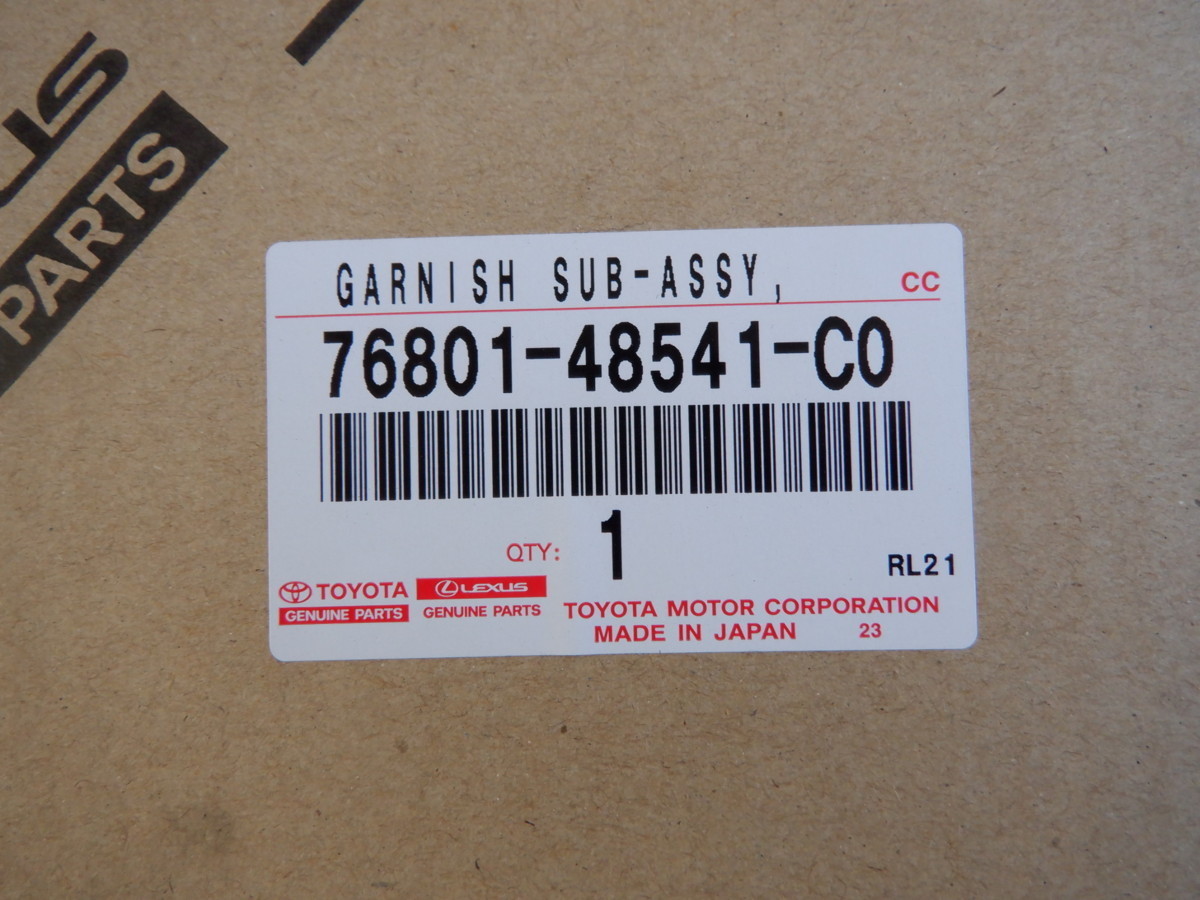 US
PARTS
GARNISH SUB-ASSY,
CC
76801-48541-C0
QTY: 1
RL21
TOYOTA
LEXUS
GENUINE PARTS
GENUINE PARTS
TOYOTA MOTOR CORPORATION
MADE IN JAPAN 23